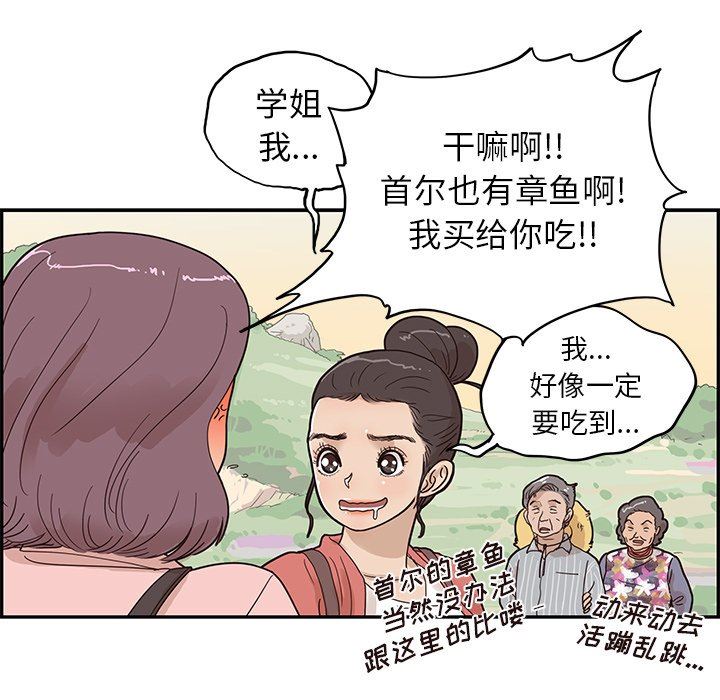 学姐
我...
干嘛啊!!
首尔也有章鱼啊!
我买给你吃!!
我...
好像一定
要吃到...
首尔的章鱼
当然没办法
跟这里的比喽-
动来动去
活蹦乱跳...